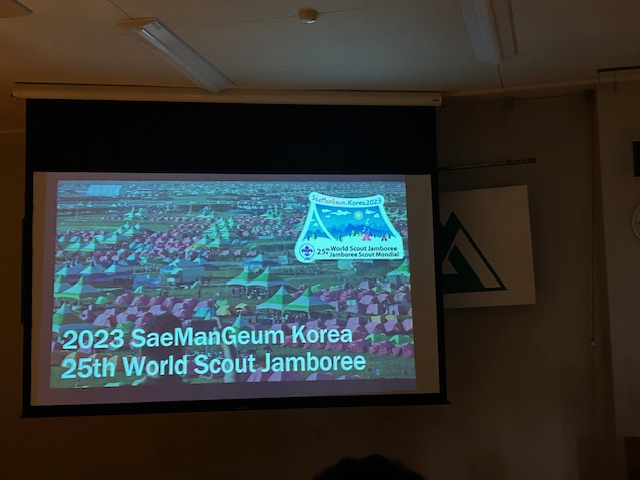 SaeManGeum, Korea2023
25th World Scout Jamboree
Jamboree Scout Mondial
2023 SaeManGeum Korea
25th World Scout Jamboree